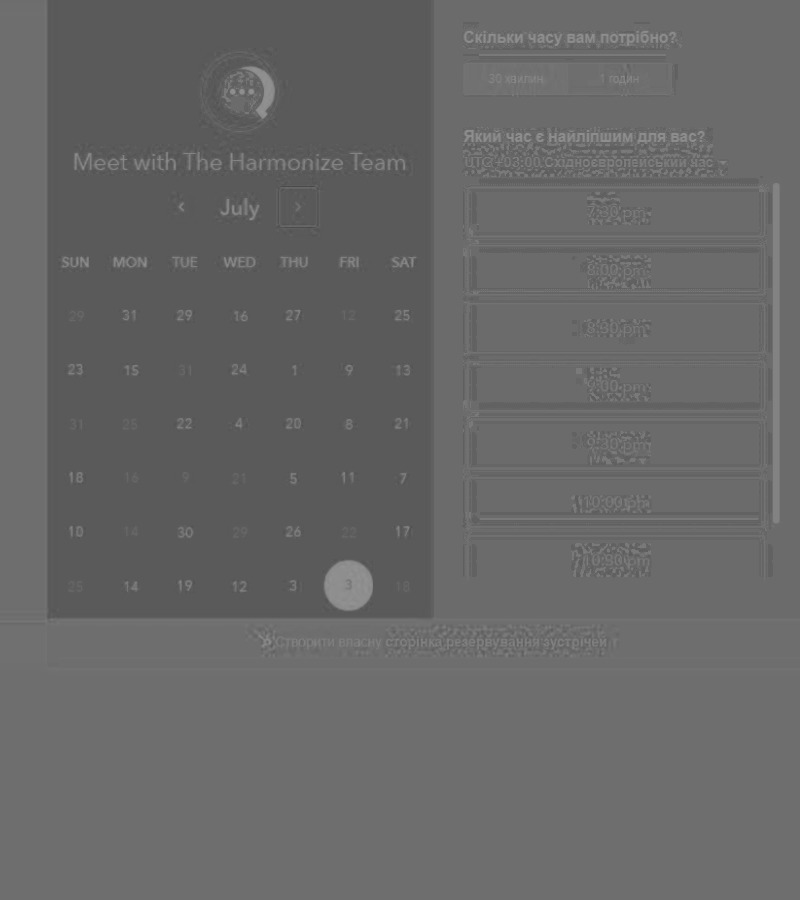 Meet with The Harmonize Team
‹ July ›
SUN MON TUE WED THU FRI SAT
29 31 29 16 27 12 25
23 15 31 24 1 9 13
31 25 22 4 20 8 21
18 16 9 21 5 11 7
10 14 30 29 26 22 17
25 14 19 12 3 3 18
Скільки часу вам потрібно?
30 хвилин 1 годин
Який час є найліпшим для вас?
UTC +03:00 Східноєвропейський час
7:30 pm
8:00 pm
8:30 pm
9:00 pm
9:30 pm
10:00 pm
10:30 pm
Створити власну сторінка резервування зустрічей